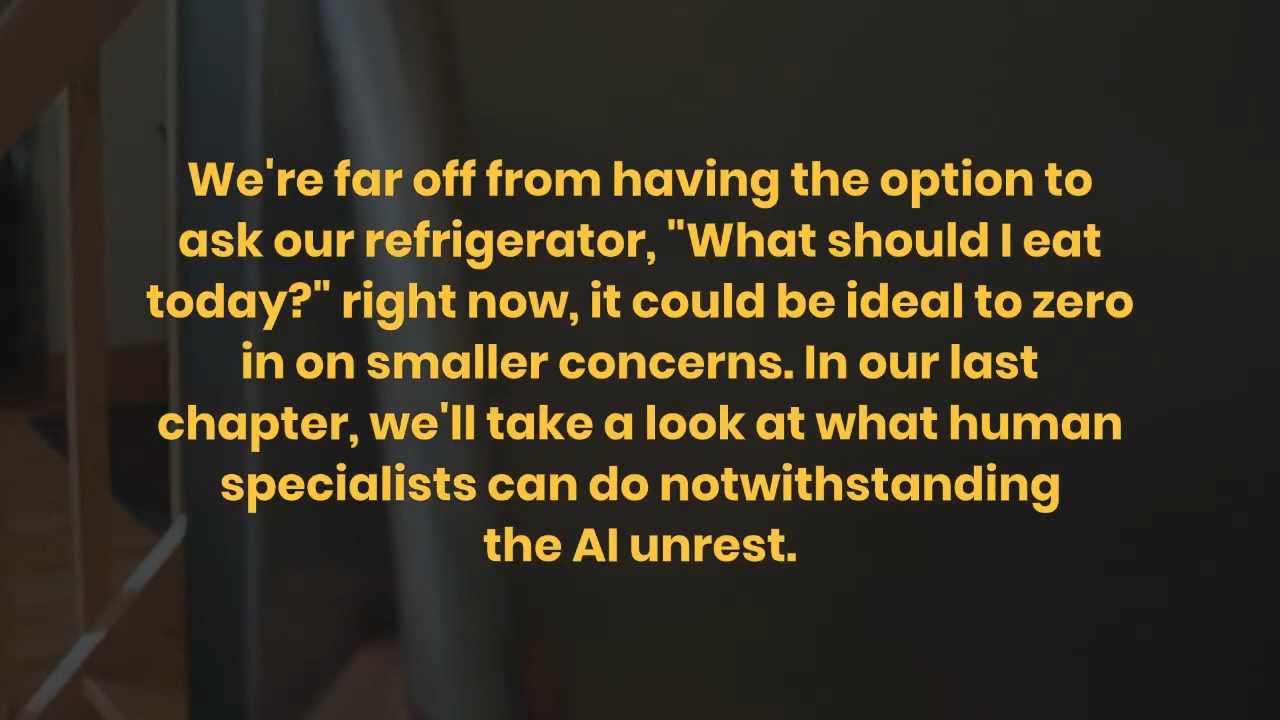 We're far off from having the option to
ask our refrigerator, "What should I eat
today?" right now, it could be ideal to zero
in on smaller concerns. In our last
chapter, we'll take a look at what human
specialists can do notwithstanding
the AI unrest.